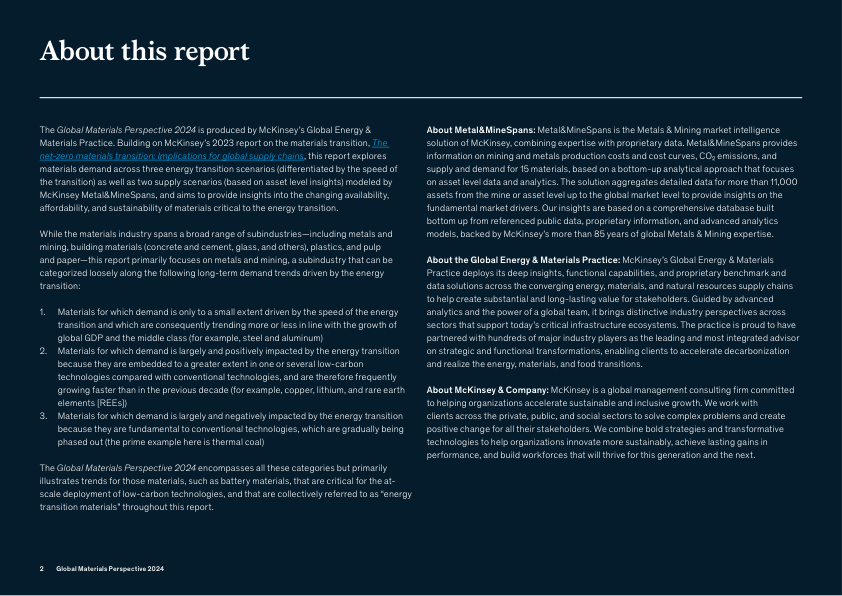 About this report
The Global Materials Perspective 2024 is produced by McKinsey's Global Energy &
Materials Practice. Building on McKinsey's 2023 report on the materials transition, The
net-zero materials transition: Implications for global supply chains, this report explores
materials demand across three energy transition scenarios (differentiated by the speed of
the transition) as well as two supply scenarios (based on asset level insights) modeled by
McKinsey Metal&MineSpans, and aims to provide insights into the changing availability,
affordability, and sustainability of materials critical to the energy transition.
While the materials industry spans a broad range of subindustries—including metals and
mining, building materials (concrete and cement, glass, and others), plastics, and pulp
and paper—this report primarily focuses on metals and mining, a subindustry that can be
categorized loosely along the following long-term demand trends driven by the energy
transition:
1. Materials for which demand is only to a small extent driven by the speed of the energy
transition and which are consequently trending more or less in line with the growth of
global GDP and the middle class (for example, steel and aluminum)
2. Materials for which demand is largely and positively impacted by the energy transition
because they are embedded to a greater extent in one or several low-carbon
technologies compared with conventional technologies, and are therefore frequently
growing faster than in the previous decade (for example, copper, lithium, and rare earth
elements [REEs])
3. Materials for which demand is largely and negatively impacted by the energy transition
because they are fundamental to conventional technologies, which are gradually being
phased out (the prime example here is thermal coal)
The Global Materials Perspective 2024 encompasses all these categories but primarily
illustrates trends for those materials, such as battery materials, that are critical for the at-
scale deployment of low-carbon technologies, and that are collectively referred to as "energy
transition materials" throughout this report.
About Metal&MineSpans: Metal&MineSpans is the Metals & Mining market intelligence
solution of McKinsey, combining expertise with proprietary data. Metal&MineSpans provides
information on mining and metals production costs and cost curves, CO₂ emissions, and
supply and demand for 15 materials, based on a bottom-up analytical approach that focuses
on asset level data and analytics. The solution aggregates detailed data for more than 11,000
assets from the mine or asset level up to the global market level to provide insights on the
fundamental market drivers. Our insights are based on a comprehensive database built
bottom up from referenced public data, proprietary information, and advanced analytics
models, backed by McKinsey's more than 85 years of global Metals & Mining expertise.
About the Global Energy & Materials Practice: McKinsey's Global Energy & Materials
Practice deploys its deep insights, functional capabilities, and proprietary benchmark and
data solutions across the converging energy, materials, and natural resources supply chains
to help create substantial and long-lasting value for stakeholders. Guided by advanced
analytics and the power of a global team, it brings distinctive industry perspectives across
sectors that support today's critical infrastructure ecosystems. The practice is proud to have
partnered with hundreds of major industry players as the leading and most integrated advisor
on strategic and functional transformations, enabling clients to accelerate decarbonization
and realize the energy, materials, and food transitions.
About McKinsey & Company: McKinsey is a global management consulting firm committed
to helping organizations accelerate sustainable and inclusive growth. We work with
clients across the private, public, and social sectors to solve complex problems and create
positive change for all their stakeholders. We combine bold strategies and transformative
technologies to help organizations innovate more sustainably, achieve lasting gains in
performance, and build workforces that will thrive for this generation and the next.
2 Global Materials Perspective 2024